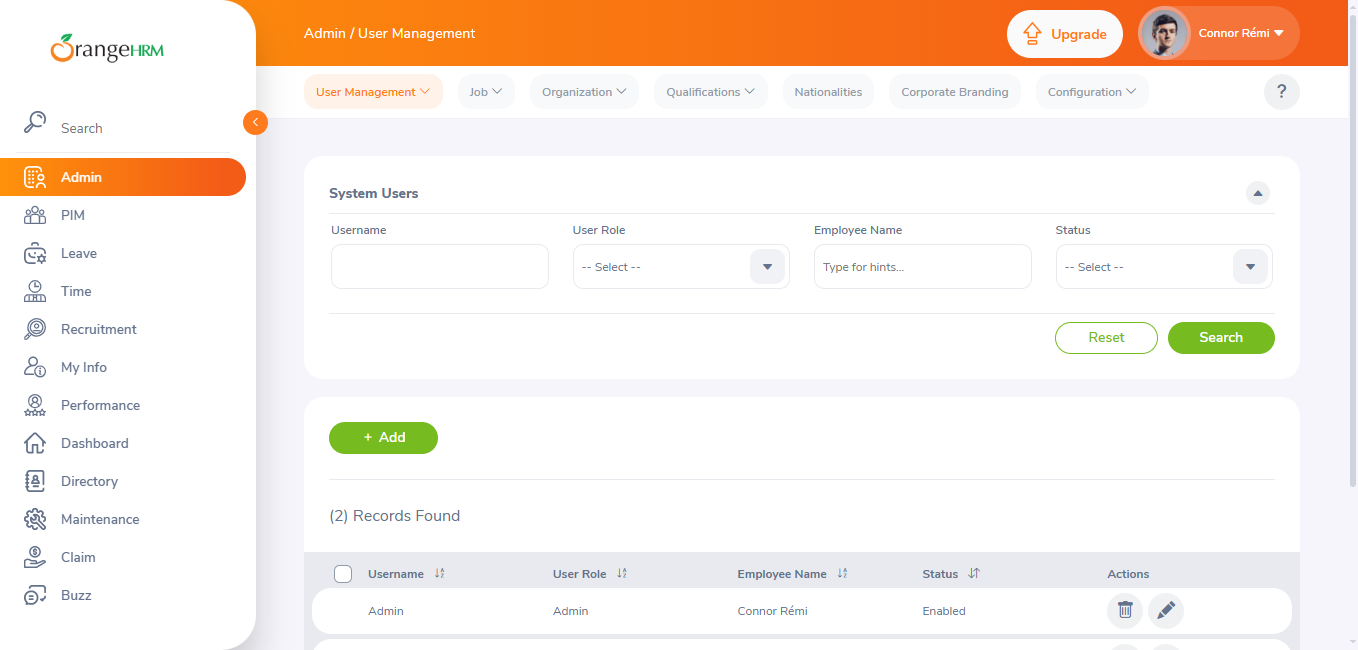 OrangeHRM
Admin / User Management
Upgrade
Connor Rémi
User Management
Job
Organization
Qualifications
Nationalities
Corporate Branding
Configuration
?
Search
Admin
PIM
Leave
Time
Recruitment
My Info
Performance
Dashboard
Directory
Maintenance
Claim
Buzz
System Users
Username
User Role
Employee Name
Status
-- Select --
Type for hints...
-- Select --
Reset
Search
+ Add
(2) Records Found
Username
User Role
Employee Name
Status
Actions
Admin
Admin
Connor Rémi
Enabled